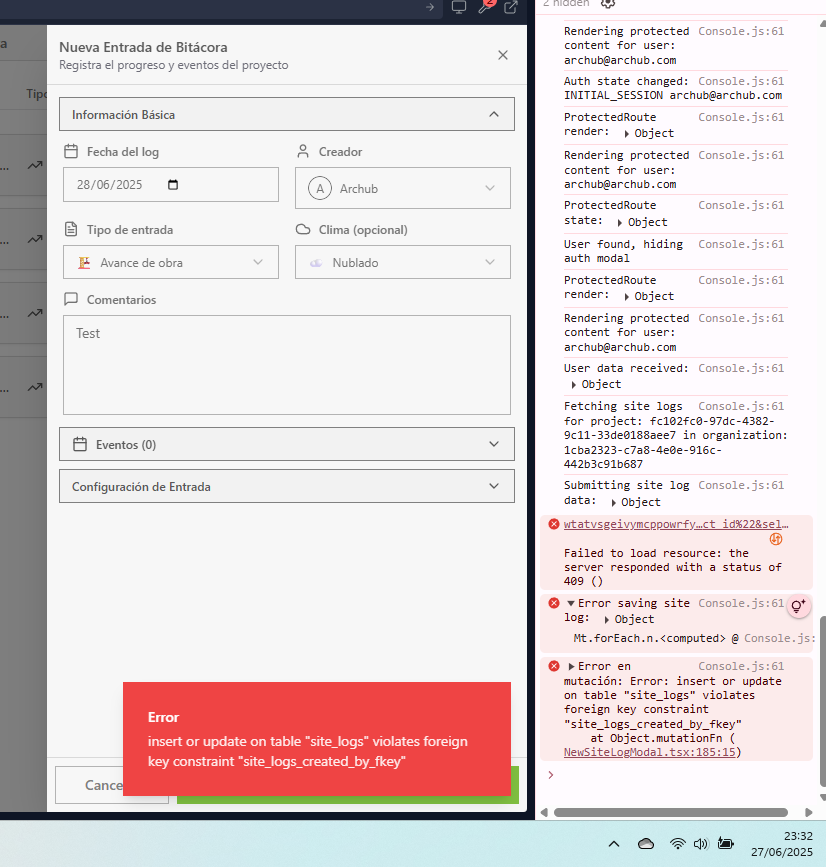 2 hidden
a
Tipo
Nueva Entrada de Bitácora
Registra el progreso y eventos del proyecto
Información Básica
Fecha del log
Creador
28/06/2025
A Archub
Tipo de entrada
Clima (opcional)
Avance de obra
Nublado
Comentarios
Test
Eventos (0)
Configuración de Entrada
Error
insert or update on table "site_logs" violates foreign
key constraint "site_logs_created_by_fkey"
Cance
Rendering protected Console.js:61
content for user:
archub@archub.com
Auth state changed: Console.js:61
INITIAL_SESSION archub@archub.com
ProtectedRoute Console.js:61
render: ▶ Object
Rendering protected Console.js:61
content for user:
archub@archub.com
ProtectedRoute Console.js:61
state: ▶ Object
User found, hiding Console.js:61
auth modal
ProtectedRoute Console.js:61
render: ▶ Object
Rendering protected Console.js:61
content for user:
archub@archub.com
User data received: Console.js:61
▶ Object
Fetching site logs Console.js:61
for project: fc102fc0-97dc-4382-
9c11-33de0188aee7 in organization:
1cba2323-c7a8-4e0e-916c-
442b3c91b687
Submitting site log Console.js:61
data: ▶ Object
wtatvsgeivymcppowrfy…ct_id%22&sel…
Failed to load resource: the
server responded with a status of
409 ()
▼Error saving site Console.js:61
log: ▶ Object
Mt.forEach.n.<computed> @ Console.js:
▶Error en Console.js:61
mutación: Error: insert or update
on table "site_logs" violates
foreign key constraint
"site_logs_created_by_fkey"
at Object.mutationFn (
NewSiteLogModal.tsx:185:15)
23:32
27/06/2025